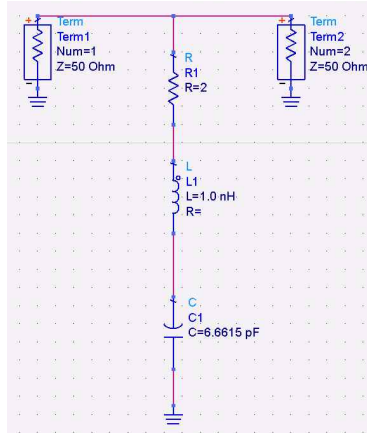 + Term
Term1
Num=1
Z=50 Ohm
-
R
R1
R=2
+ Term
Term2
Num=2
Z=50 Ohm
-
L
L1
L=1.0 nH
R=
C
C1
C=6.6615 pF